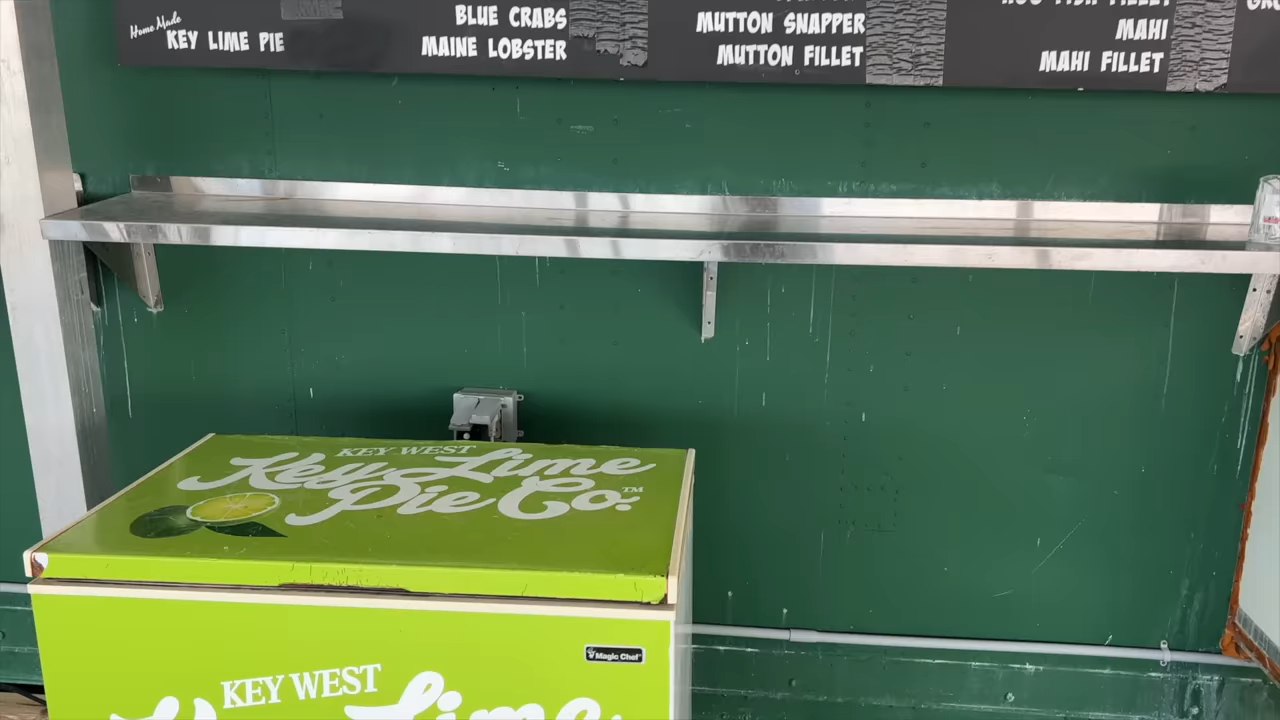 Home Made
KEY LIME PIE
BLUE CRABS
MAINE LOBSTER
MUTTON SNAPPER
MUTTON FILLET
MAHI
MAHI FILLET
KEY WEST
Key Lime
Pie Co.™
Magic Chef
KEY WEST
Lime